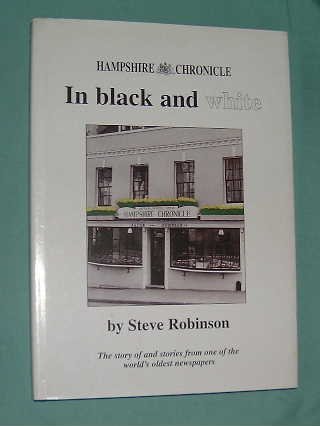 HAMPSHIRE CHRONICLE
In black and white
HAMPSHIRE CHRONICLE
by Steve Robinson
The story of and stories from one of the
world's oldest newspapers